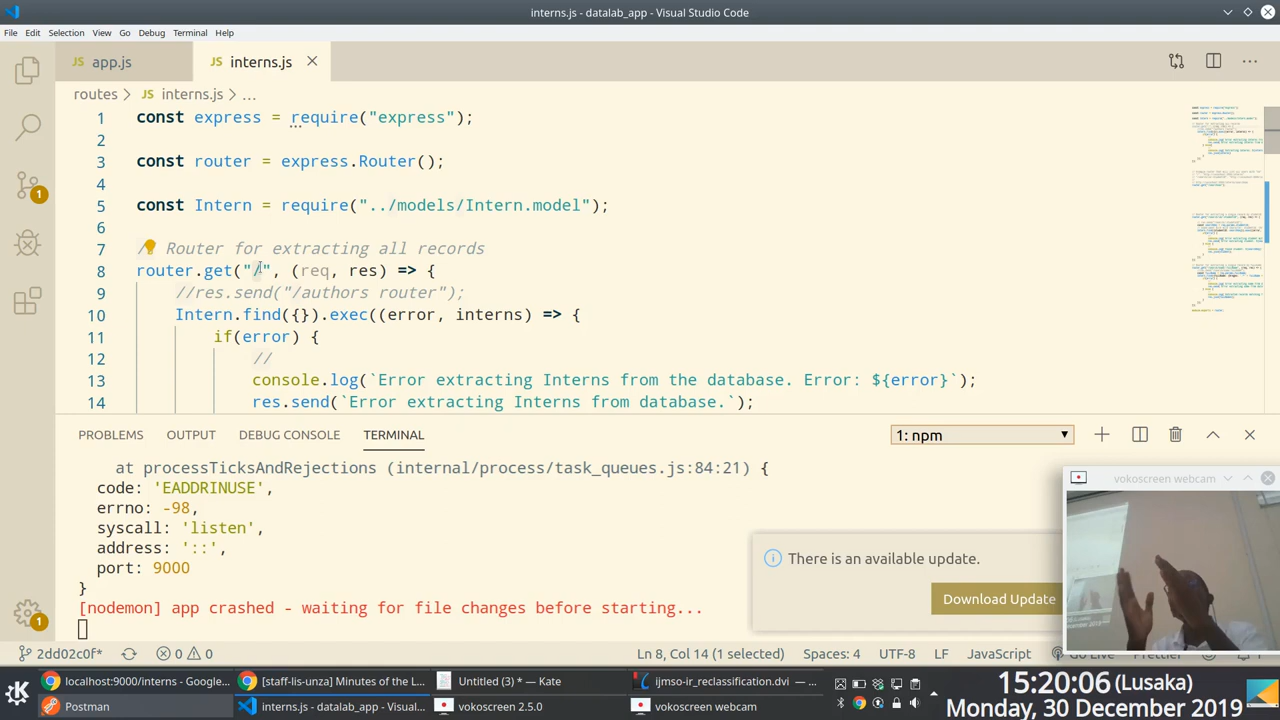 interns.js - datalab_app - Visual Studio Code
File Edit Selection View Go Debug Terminal Help
JS app.js JS interns.js
routes > JS interns.js > ...
1 const express = require("express");
2
3 const router = express.Router();
4
5 const Intern = require("../models/Intern.model");
6
7 // Router for extracting all records
8 router.get("/", (req, res) => {
9 //res.send("/authors router");
10 Intern.find({}).exec((error, interns) => {
11 if(error) {
12 //
13 console.log(`Error extracting Interns from the database. Error: ${error}`);
14 res.send(`Error extracting Interns from database.`);
PROBLEMS OUTPUT DEBUG CONSOLE TERMINAL 1: npm
at processTicksAndRejections (internal/process/task_queues.js:84:21) {
code: 'EADDRINUSE',
errno: -98,
syscall: 'listen',
address: '::',
port: 9000
}
[nodemon] app crashed - waiting for file changes before starting...
vokoscreen webcam
There is an available update.
Download Update
2dd02c0f* 0 0 Ln 8, Col 14 (1 selected) Spaces: 4 UTF-8 LF JavaScript Go Live Prettier 1
localhost:9000/interns - Google... [staff-lis-unza] Minutes of the L... Untitled (3) * — Kate ijmso-ir_reclassification.dvi — ...
Postman interns.js - datalab_app - Visual... vokoscreen 2.5.0 vokoscreen webcam
15:20:06 (Lusaka)
Monday, 30 December 2019